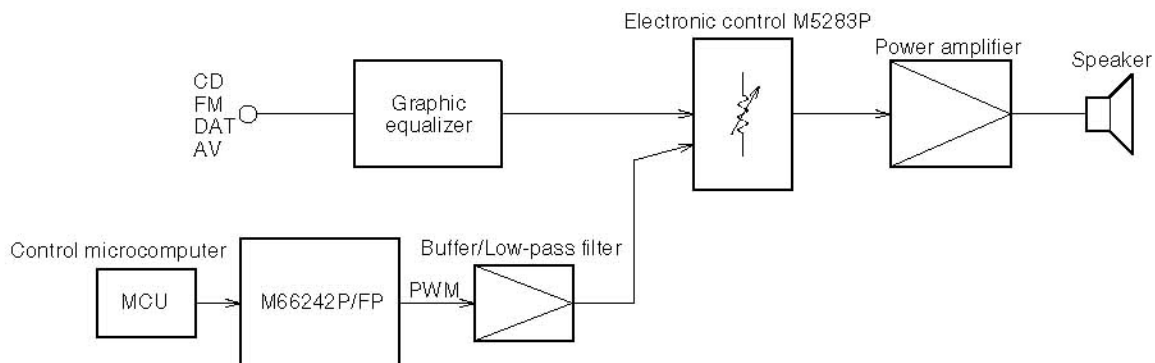 Electronic control M5283P
Power amplifier
Speaker
CD
FM
DAT
AV
Graphic
equalizer
Control microcomputer
Buffer/Low-pass filter
MCU
M66242P/FP
PWM